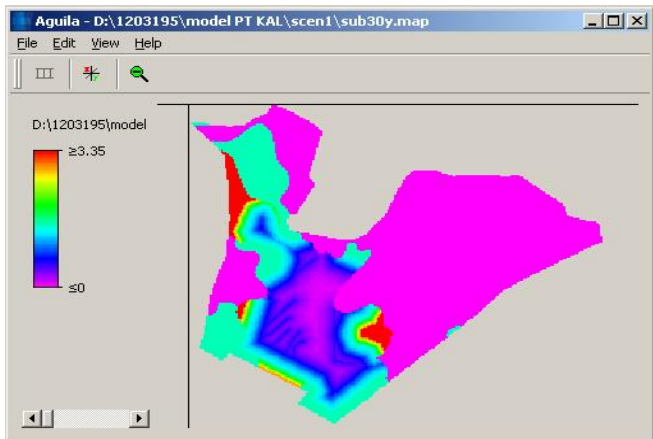 Aguila - D:\1203195\model PT KAL\scen1\sub30y.map
File Edit View Help
D:\1203195\model
≥3.35
≤0